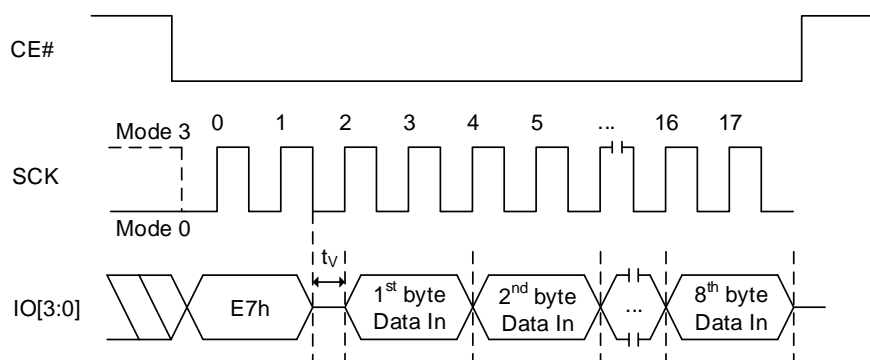 CE#
0 1 2 3 4 5 ... 16 17
Mode 3
SCK
Mode 0
tV
IO[3:0]
E7h
1st byte
Data In
2nd byte
Data In
...
8th byte
Data In